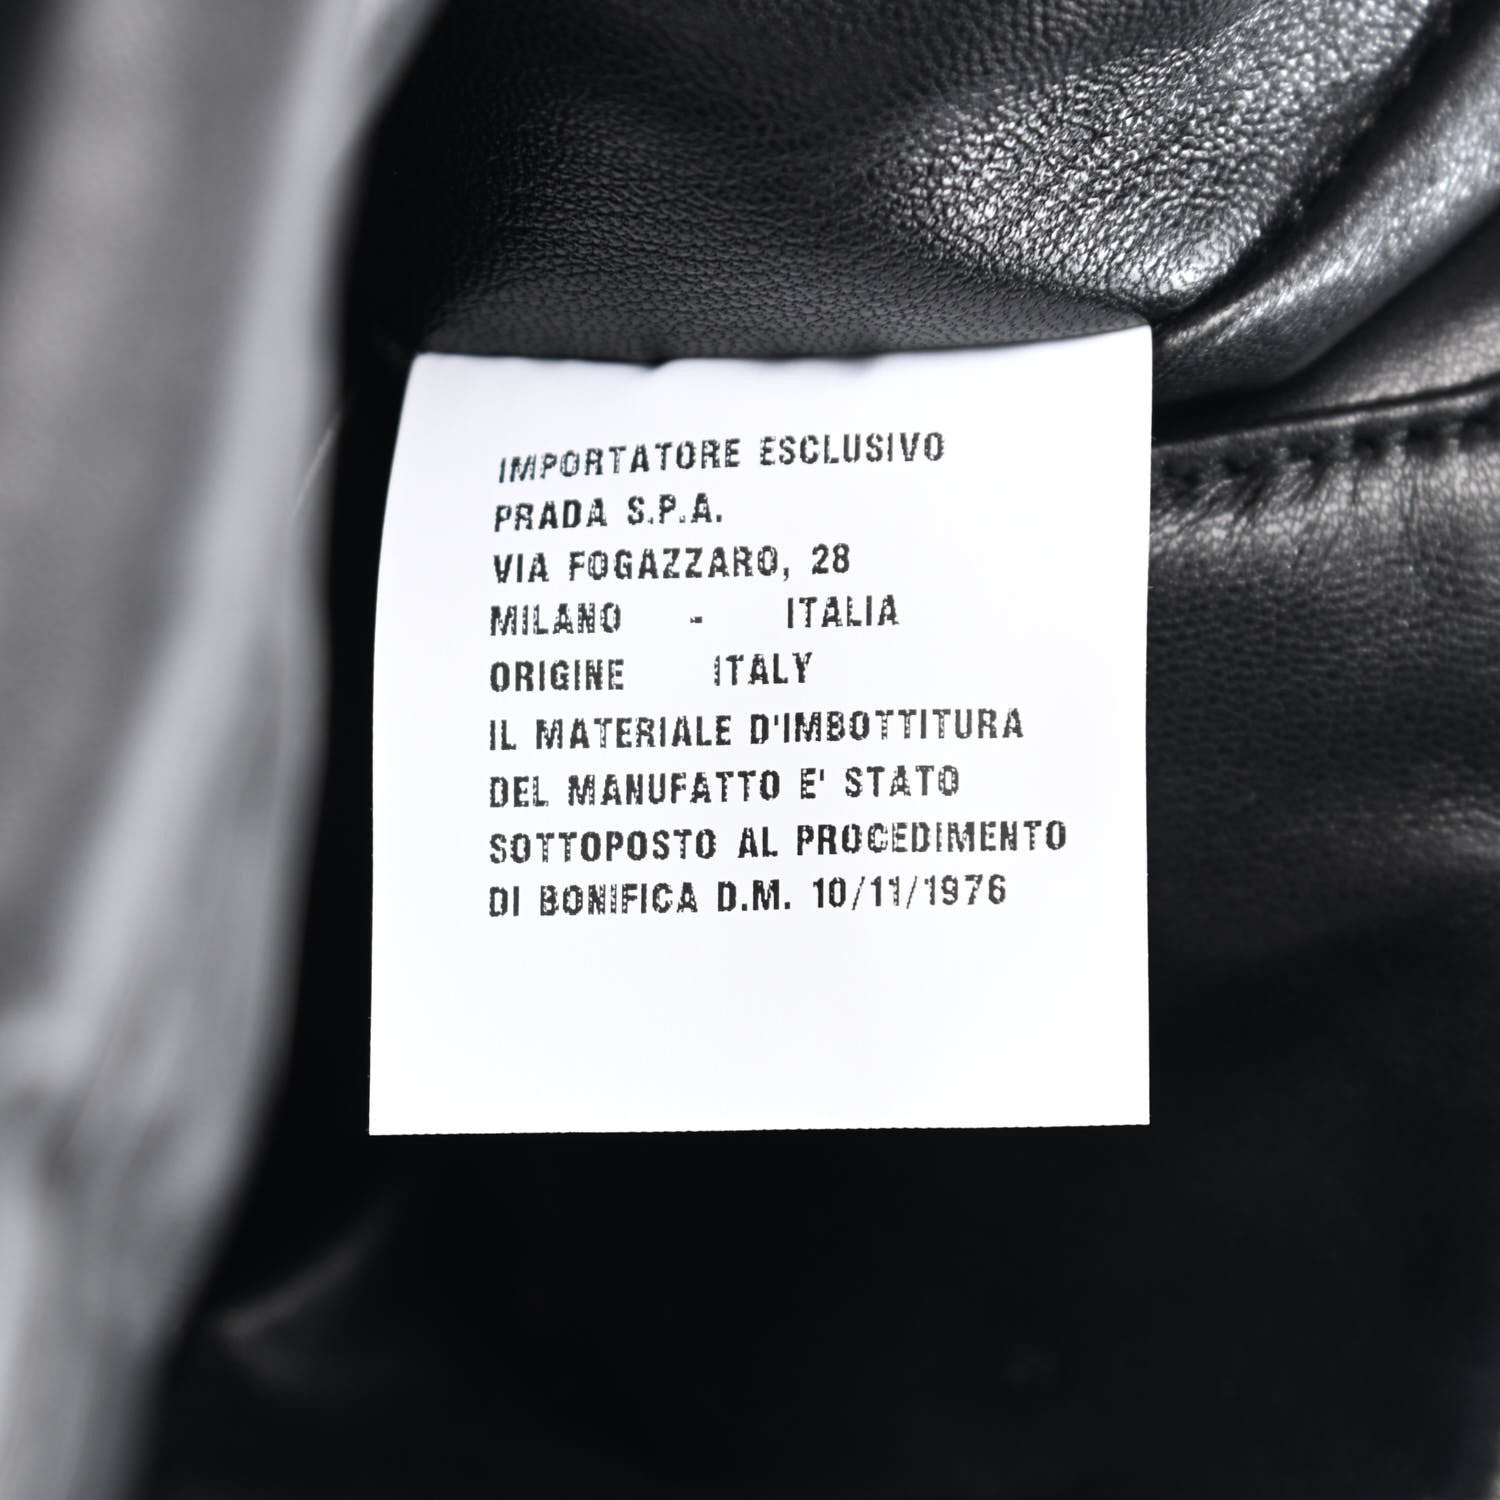 IMPORTATORE ESCLUSIVO
PRADA S.P.A.
VIA FOGAZZARO, 28
MILANO - ITALIA
ORIGINE ITALY
IL MATERIALE D'IMBOTTITURA
DEL MANUFATTO E' STATO
SOTTOPOSTO AL PROCEDIMENTO
DI BONIFICA D.M. 10/11/1976